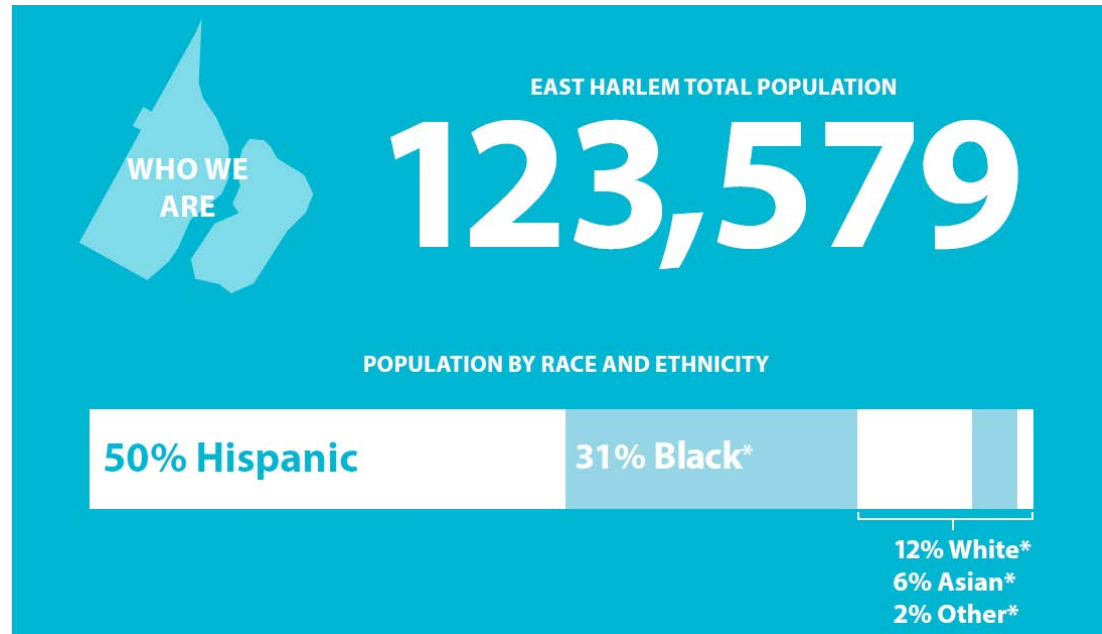 WHO WE
ARE
EAST HARLEM TOTAL POPULATION
123,579
POPULATION BY RACE AND ETHNICITY
50% Hispanic
31% Black*
12% White*
6% Asian*
2% Other*